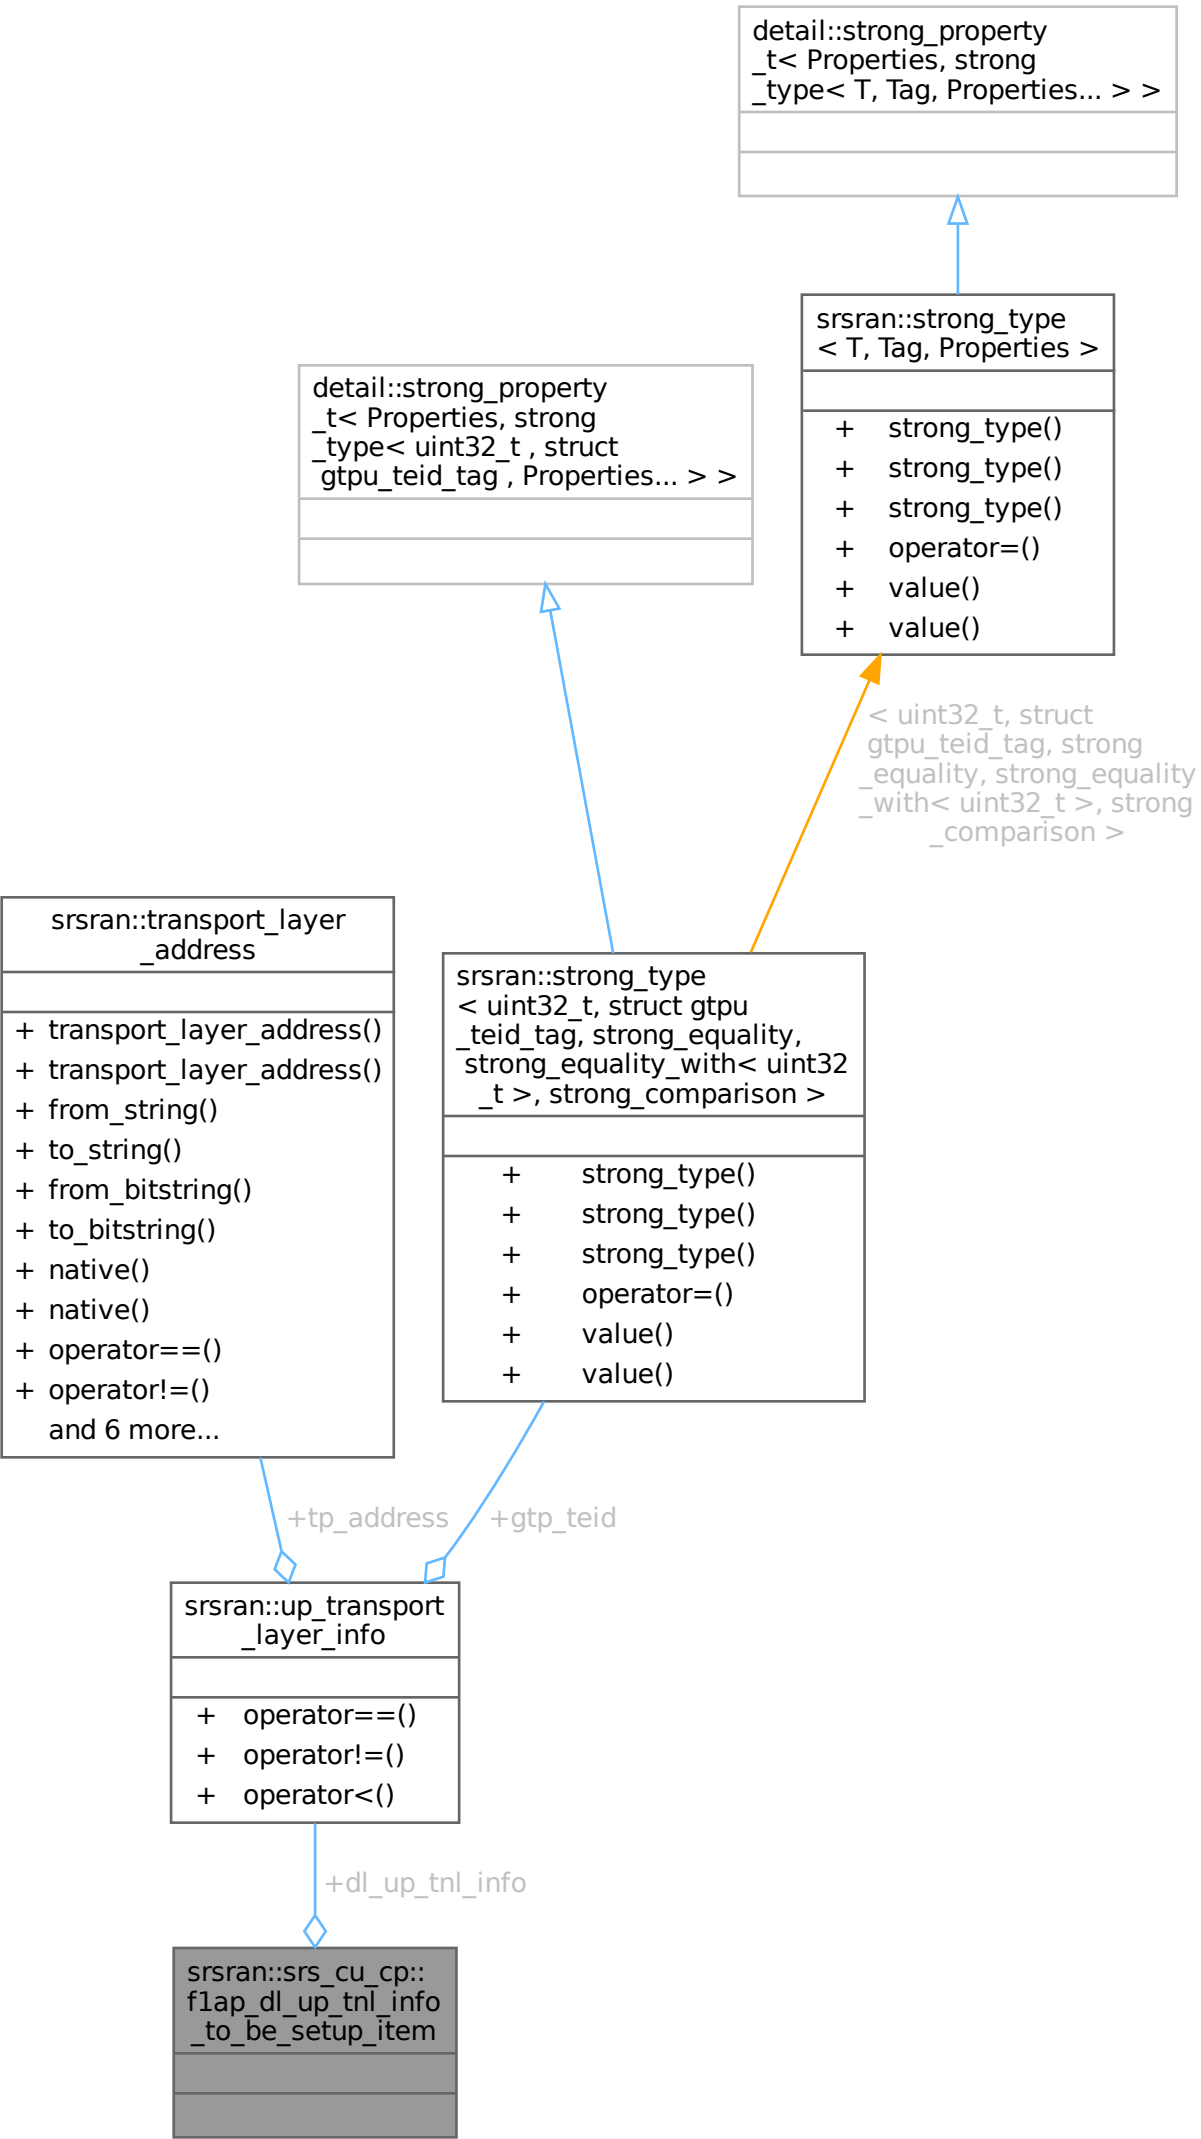 detail::strong_property
_t< Properties, strong
_type< T, Tag, Properties... > >
srsran::strong_type
< T, Tag, Properties >
+ strong_type()
+ strong_type()
+ strong_type()
+ operator=()
+ value()
+ value()
detail::strong_property
_t< Properties, strong
_type< uint32_t , struct
gtpu_teid_tag , Properties... > >
< uint32_t, struct
gtpu_teid_tag, strong
_equality, strong_equality
_with< uint32_t >, strong
_comparison >
srsran::transport_layer
_address
+ transport_layer_address()
+ transport_layer_address()
+ from_string()
+ to_string()
+ from_bitstring()
+ to_bitstring()
+ native()
+ native()
+ operator==()
+ operator!=()
and 6 more...
srsran::strong_type
< uint32_t, struct gtpu
_teid_tag, strong_equality,
strong_equality_with< uint32
_t >, strong_comparison >
+ strong_type()
+ strong_type()
+ strong_type()
+ operator=()
+ value()
+ value()
+tp_address
+gtp_teid
srsran::up_transport
_layer_info
+ operator==()
+ operator!=()
+ operator<()
+dl_up_tnl_info
srsran::srs_cu_cp::
f1ap_dl_up_tnl_info
_to_be_setup_item